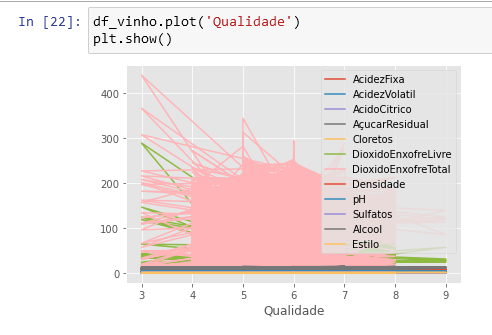 In [22]: df_vinho.plot('Qualidade')
plt.show()
AcidezFixa
AcidezVolatil
AcidoCitrico
AçucarResidual
Cloretos
DioxidoEnxofreLivre
DioxidoEnxofreTotal
Densidade
pH
Sulfatos
Alcool
Estilo
400
300
200
100
0
3 4 5 6 7 8 9
Qualidade